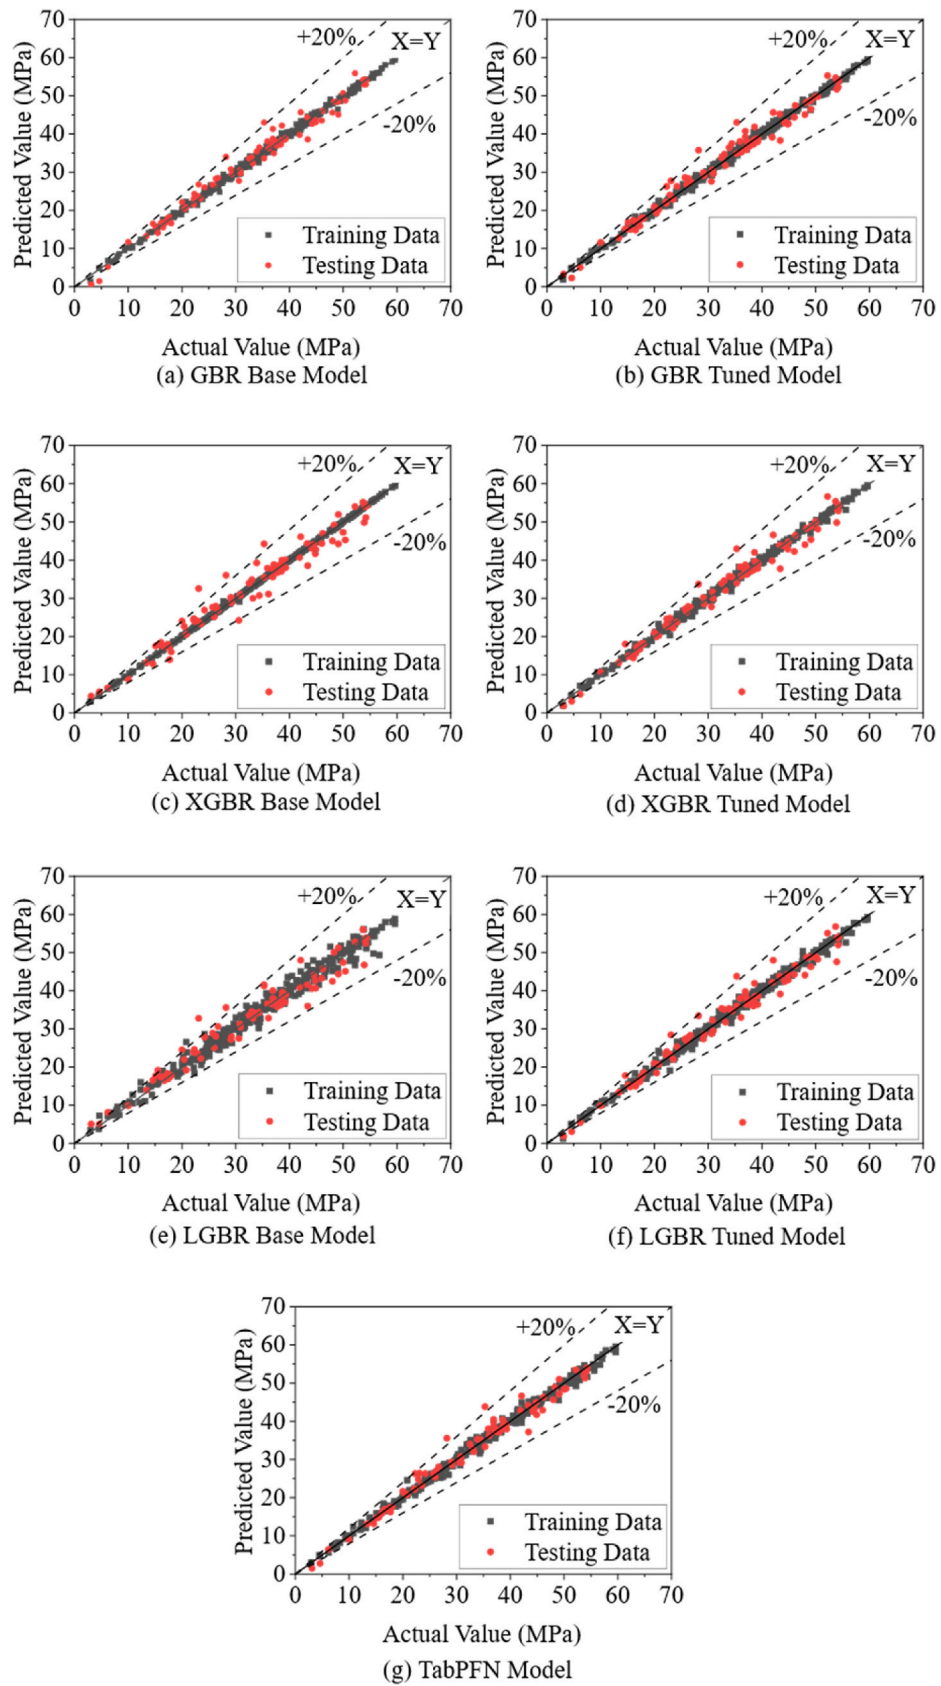 70
60
50
40
30
20
10
0
Predicted Value (MPa)
+20%
X=Y
-20%
Training Data
Testing Data
0 10 20 30 40 50 60 70
Actual Value (MPa)
(a) GBR Base Model
70
60
50
40
30
20
10
0
Predicted Value (MPa)
+20%
X=Y
-20%
Training Data
Testing Data
0 10 20 30 40 50 60 70
Actual Value (MPa)
(b) GBR Tuned Model
70
60
50
40
30
20
10
0
Predicted Value (MPa)
+20%
X=Y
-20%
Training Data
Testing Data
0 10 20 30 40 50 60 70
Actual Value (MPa)
(c) XGBR Base Model
70
60
50
40
30
20
10
0
Predicted Value (MPa)
+20%
X=Y
-20%
Training Data
Testing Data
0 10 20 30 40 50 60 70
Actual Value (MPa)
(d) XGBR Tuned Model
70
60
50
40
30
20
10
0
Predicted Value (MPa)
+20%
X=Y
-20%
Training Data
Testing Data
0 10 20 30 40 50 60 70
Actual Value (MPa)
(e) LGBR Base Model
70
60
50
40
30
20
10
0
Predicted Value (MPa)
+20%
X=Y
-20%
Training Data
Testing Data
0 10 20 30 40 50 60 70
Actual Value (MPa)
(f) LGBR Tuned Model
70
60
50
40
30
20
10
0
Predicted Value (MPa)
+20%
X=Y
-20%
Training Data
Testing Data
0 10 20 30 40 50 60 70
Actual Value (MPa)
(g) TabPFN Model